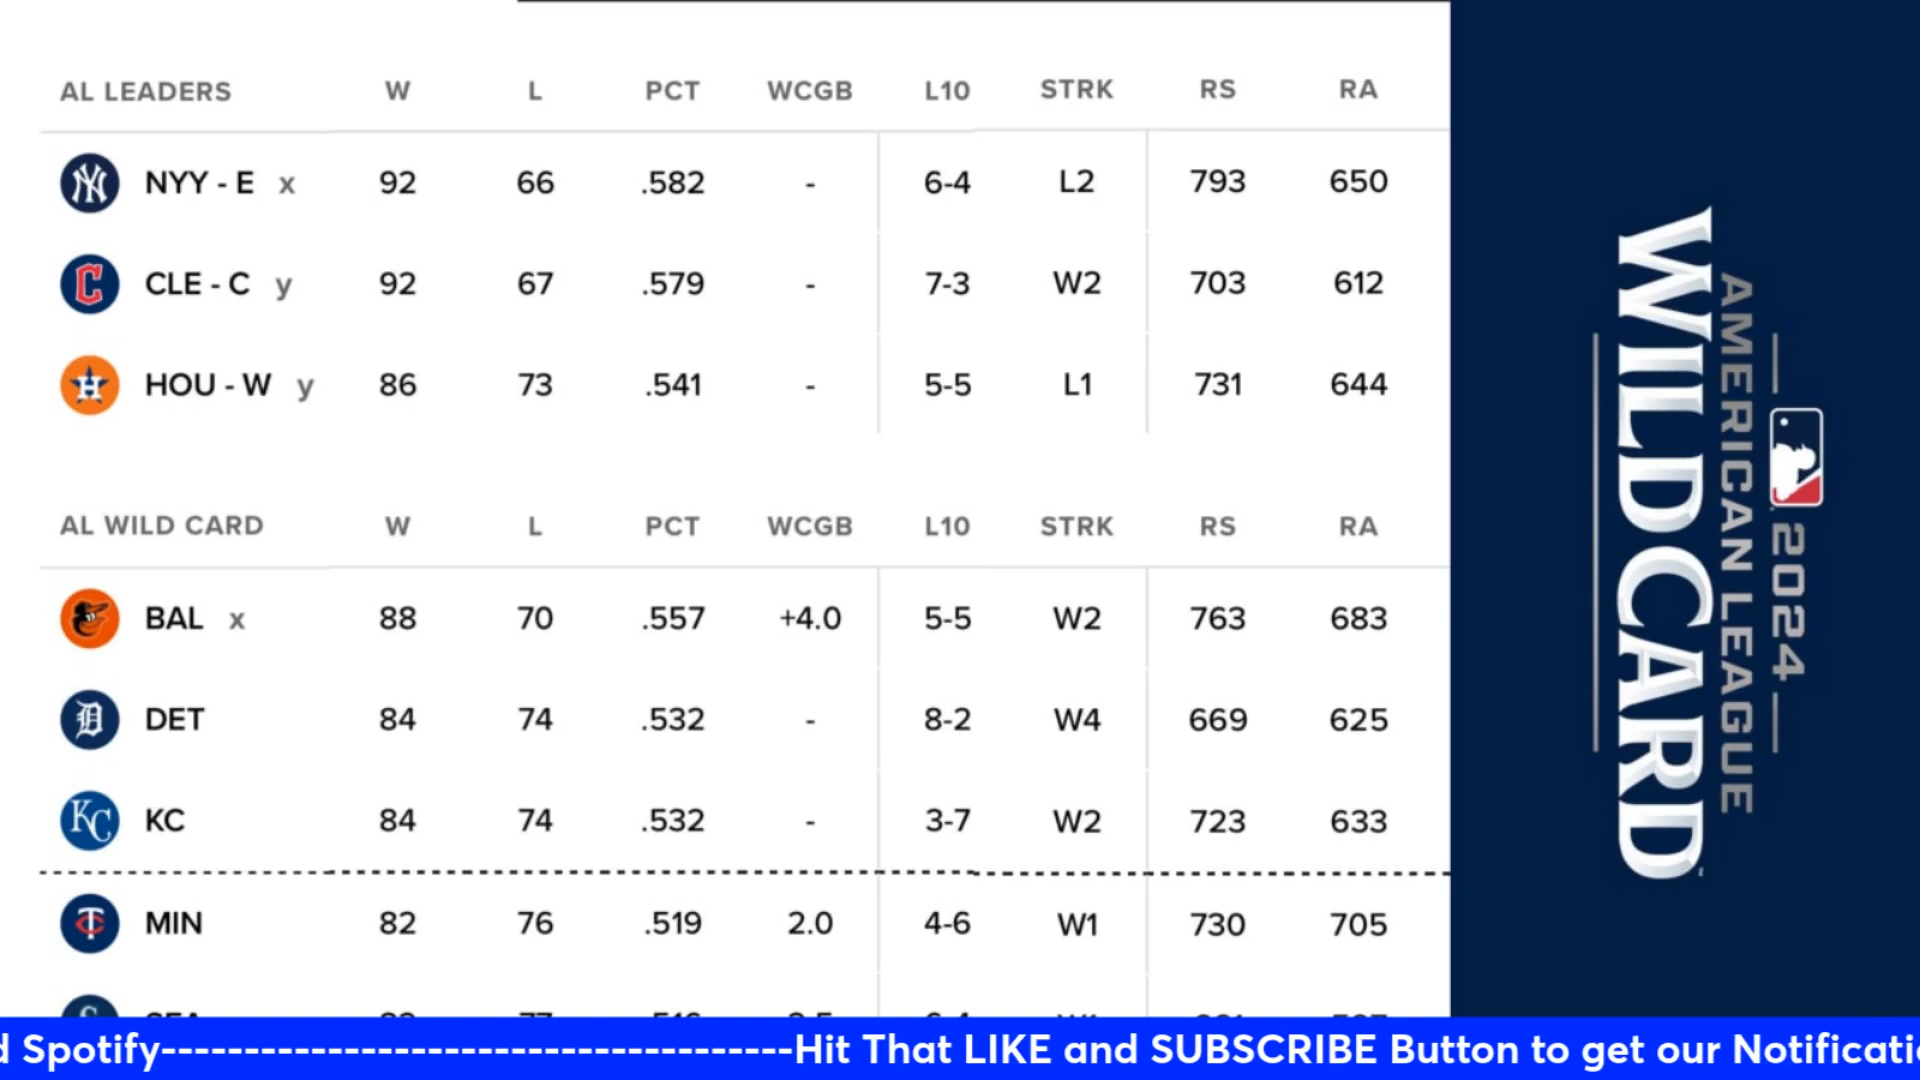 AL LEADERS W L PCT WCGB L10 STRK RS RA
NYY - E x 92 66 .582 - 6-4 L2 793 650
CLE - C y 92 67 .579 - 7-3 W2 703 612
HOU - W y 86 73 .541 - 5-5 L1 731 644
AL WILD CARD W L PCT WCGB L10 STRK RS RA
BAL x 88 70 .557 +4.0 5-5 W2 763 683
DET 84 74 .532 - 8-2 W4 669 625
KC 84 74 .532 - 3-7 W2 723 633
MIN 82 76 .519 2.0 4-6 W1 730 705
2024
AMERICAN LEAGUE
WILD CARD
d Spotify--------------------------------------Hit That LIKE and SUBSCRIBE Button to get our Notificatio